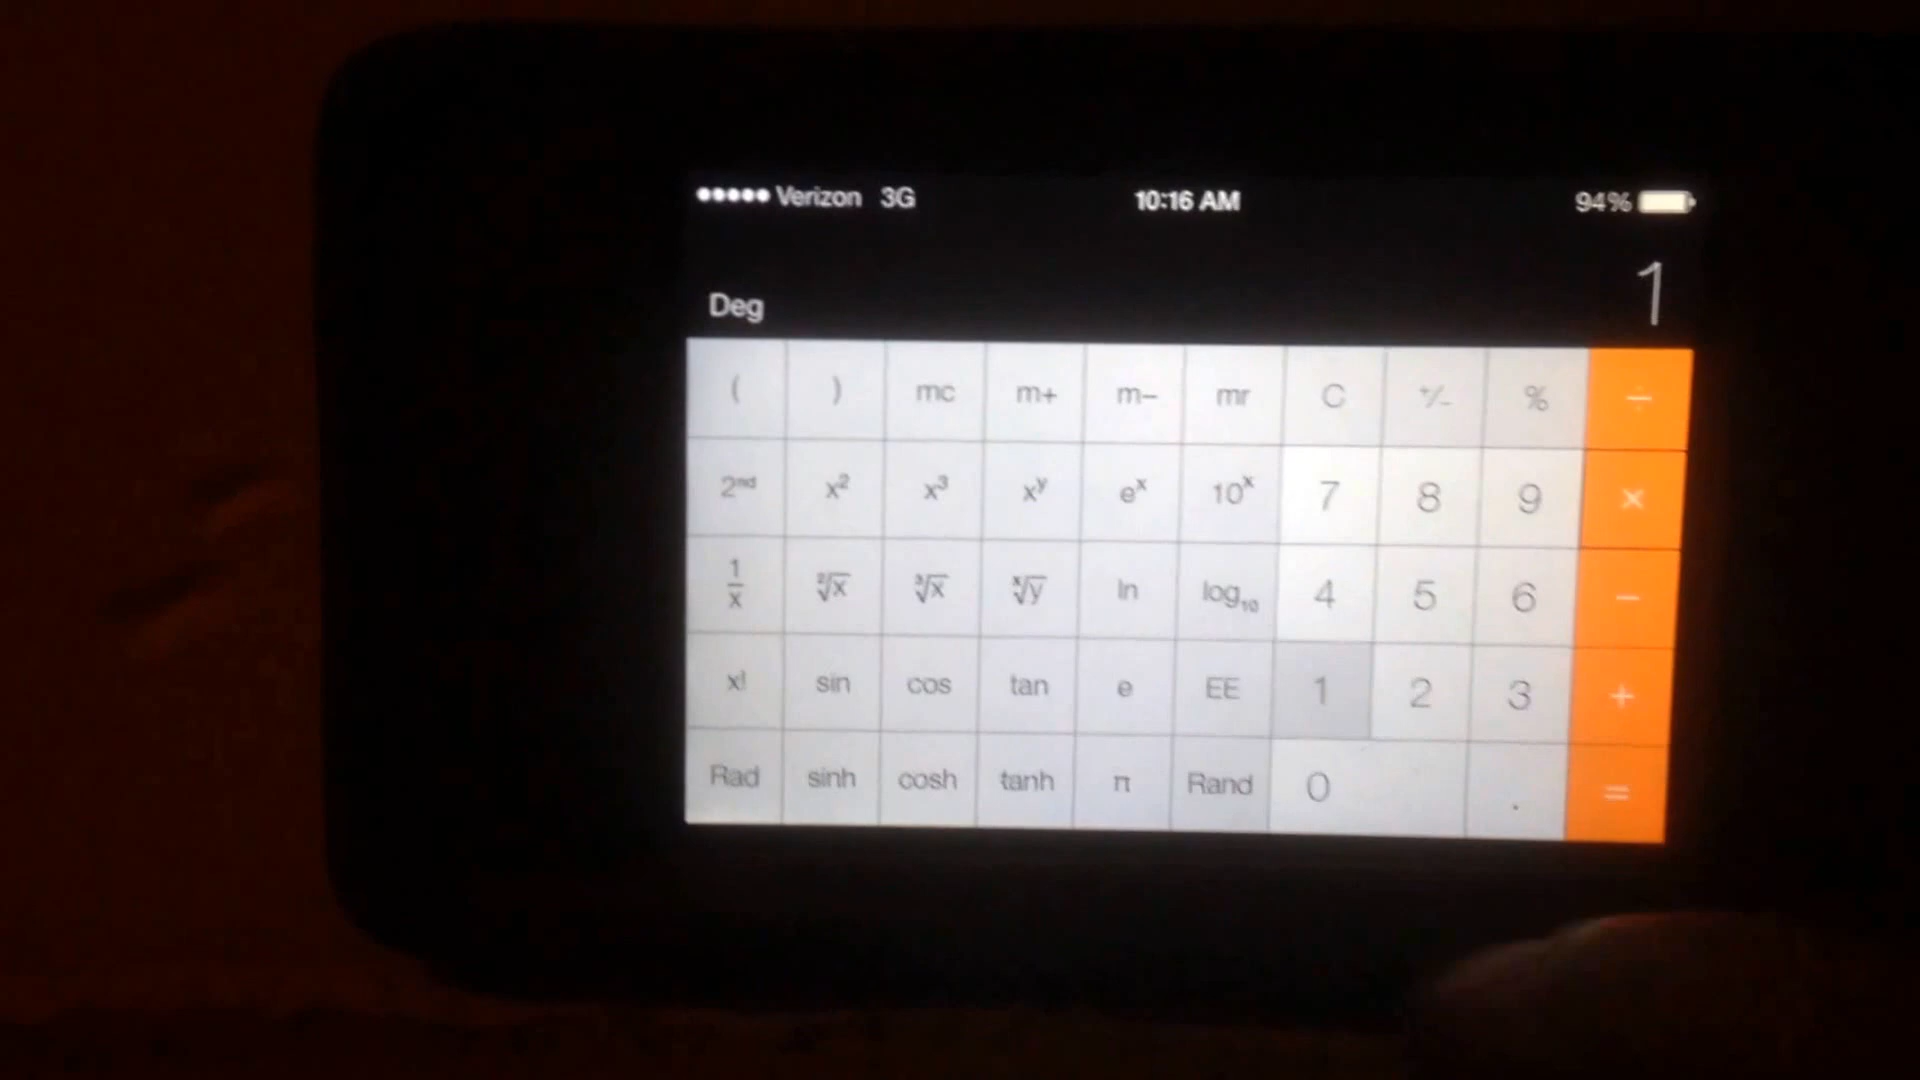 ●●●●● Verizon 3G 10:16 AM 94%
1
Deg
( ) mc m+ m− mr C +/− % ÷
2ⁿᵈ x² x³ xʸ eˣ 10ˣ 7 8 9 ×
1/x ²√x ³√x ˣ√y ln log₁₀ 4 5 6 −
x! sin cos tan e EE 1 2 3 +
Rad sinh cosh tanh π Rand 0 . =